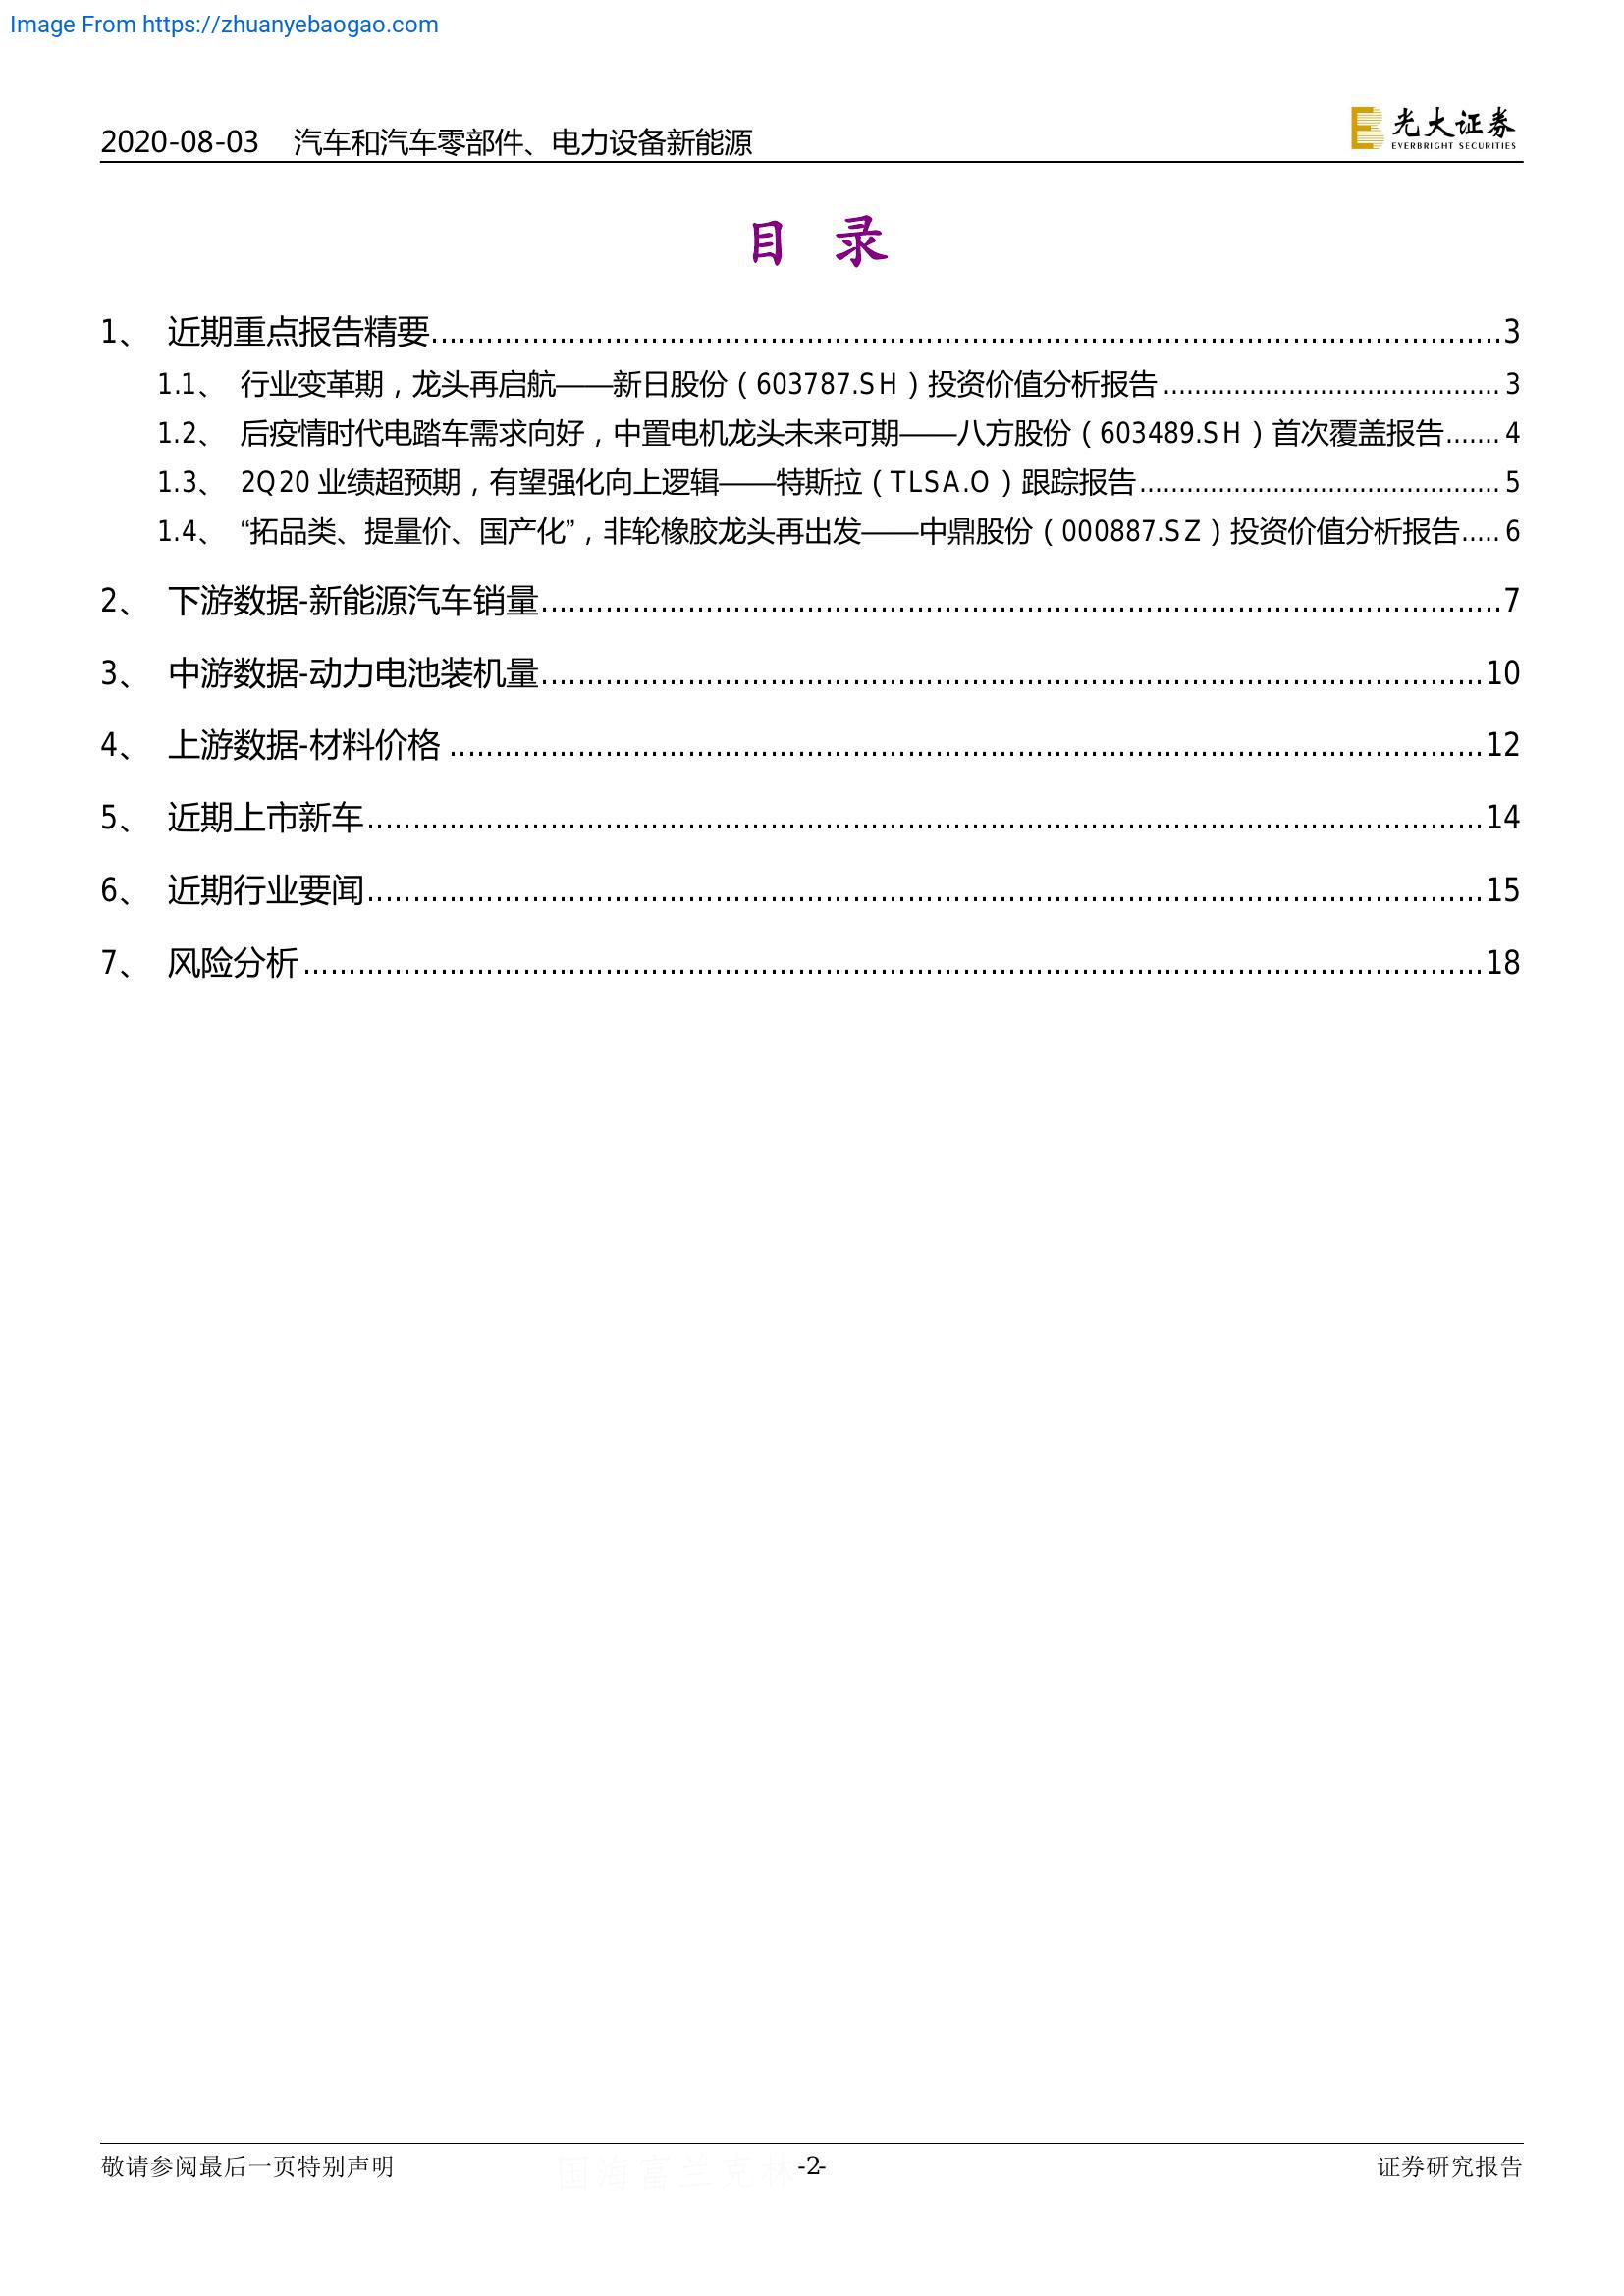 Image From https://zhuanyebaogao.com
2020-08-03 汽车和汽车零部件、电力设备新能源
光大证券
EVERBRIGHT SECURITIES
目 录
1、 近期重点报告精要........................3
1.1、 行业变革期，龙头再启航——新日股份（603787.SH）投资价值分析报告........................3
1.2、 后疫情时代电踏车需求向好，中置电机龙头未来可期——八方股份（603489.SH）首次覆盖报告.......4
1.3、 2Q20 业绩超预期，有望强化向上逻辑——特斯拉（TLSA.O）跟踪报告........................5
1.4、 “拓品类、提量价、国产化”，非轮橡胶龙头再出发——中鼎股份（000887.SZ）投资价值分析报告.....6
2、 下游数据-新能源汽车销量........................7
3、 中游数据-动力电池装机量........................10
4、 上游数据-材料价格........................12
5、 近期上市新车........................14
6、 近期行业要闻........................15
7、 风险分析........................18
敬请参阅最后一页特别声明 国海富兰克林 -2- 证券研究报告